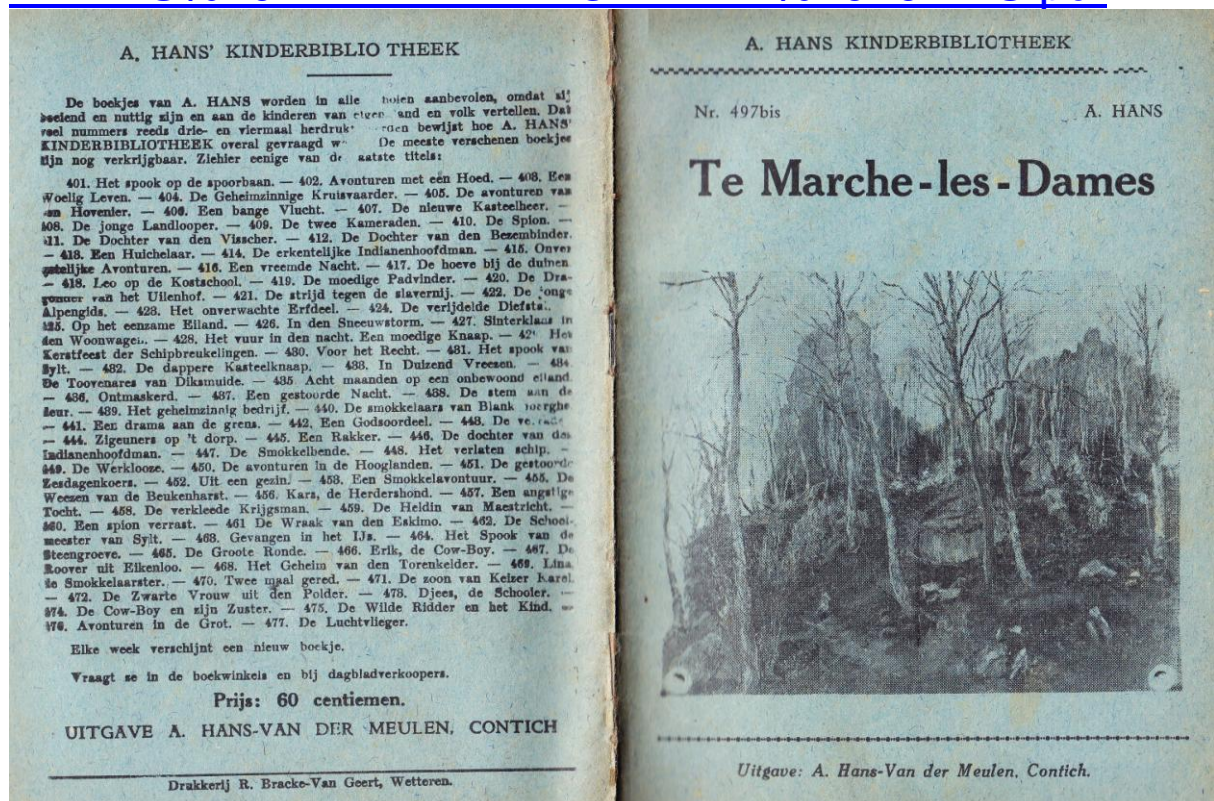 A. HANS' KINDERBIBLIO THEEK
De boekjes van A. HANS worden in alle holen aanbevolen, omdat zij
boeiend en nuttig zijn en aan de kinderen van eigen and en volk vertellen. Dat
veel nummers reeds drie- en viermaal herdruk rden bewijst hoe A. HANS'
KINDERBIBLIOTHEEK overal gevraagd w De meeste verschenen boekjes
zijn nog verkrijgbaar. Ziehier eenige van de aatste titels:
401. Het spook op de spoorbaan. — 402. Avonturen met een Hoed. — 403. Een
Woelig Leven. — 404. De Geheimzinnige Kruisvaarder. — 405. De avonturen van
een Hovenier. — 406. Een bange Vlucht. — 407. De nieuwe Kasteelheer. —
408. De jonge Landlooper. — 409. De twee Kameraden. — 410. De Spion. —
411. De Dochter van den Visscher. — 412. De Dochter van den Bezembinder.
— 413. Een Huichelaar. — 414. De erkentelijke Indianenhoofdman. — 415. Onver
getelijke Avonturen. — 416. Een vreemde Nacht. — 417. De hoeve bij de duinen
— 418. Leo op de Kostschool. — 419. De moedige Padvinder. — 420. De Dra-
gonder van het Uilenhof. — 421. De strijd tegen de slavernij. — 422. De jonge
Alpengids. — 423. Het onverwachte Erfdeel. — 424. De verijdelde Diefsta..
425. Op het eenzame Eiland. — 426. In den Sneeuwstorm. — 427. Sinterklaas in
den Woonwagen. — 428. Het vuur in den nacht. Een moedige Knaap. — 42 Het
Kerstfeest der Schipbreukelingen. — 430. Voor het Recht. — 431. Het spook van
Sylt. — 432. De dappere Kasteelknaap. — 433. In Duizend Vreezen. — 434.
De Toovenares van Diksmuide. — 435 Acht maanden op een onbewoond eiland.
— 436. Ontmaskerd. — 437. Een gestoorde Nacht. — 438. De stem aan de
deur. — 439. Het geheimzinnig bedrijf. — 440. De smokkelaars van Blank enberghe
— 441. Een drama aan de grens. — 442. Een Godsoordeel. — 443. De
— 444. Zigeuners op 't dorp. — 445. Een Rakker. — 446. De dochter van den
Indianenhoofdman. — 447. De Smokkelbende. — 448. Het verlaten schip. —
449. De Werklooze. — 450. De avonturen in de Hooglanden. — 451. De gestoorde
Zesdagenkoers. — 452. Uit een gezin. — 453. Een Smokkelavontuur. — 455. De
Weezen van de Beukenharst. — 456. Kars, de Herdershond. — 457. Een angstige
Tocht. — 458. De verkleede Krijgsman. — 459. De Heldin van Maestricht. —
460. Een spion verrast. — 461 De Wraak van den Eskimo. — 462. De School-
meester van Sylt. — 463. Gevangen in het IJs. — 464. Het Spook van de
Steengroeve. — 465. De Groote Ronde. — 466. Erik, de Cow-Boy. — 467. De
Roover uit Eikenloo. — 468. Het Geheim van den Torenkelder. — 469. Lina
de Smokkelaarster. — 470. Twee maal gered. — 471. De zoon van Keizer Karel.
— 472. De Zwarte Vrouw uit den Polder. — 473. Djees, de Schooier. —
474. De Cow-Boy en zijn Zuster. — 475. De Wilde Ridder en het Kind. —
476. Avonturen in de Grot. — 477. De Luchtvlieger.
Elke week verschijnt een nieuw boekje.
Vraagt ze in de boekwinkels en bij dagbladverkoopers.
Prijs: 60 centiemen.
UITGAVE A. HANS-VAN DER MEULEN, CONTICH
Drukkerij R. Bracke-Van Geert, Wetteren.
A. HANS KINDERBIBLIOTHEEK
Nr. 497bis A. HANS
Te Marche-les-Dames
Uitgave: A. Hans-Van der Meulen, Contich.